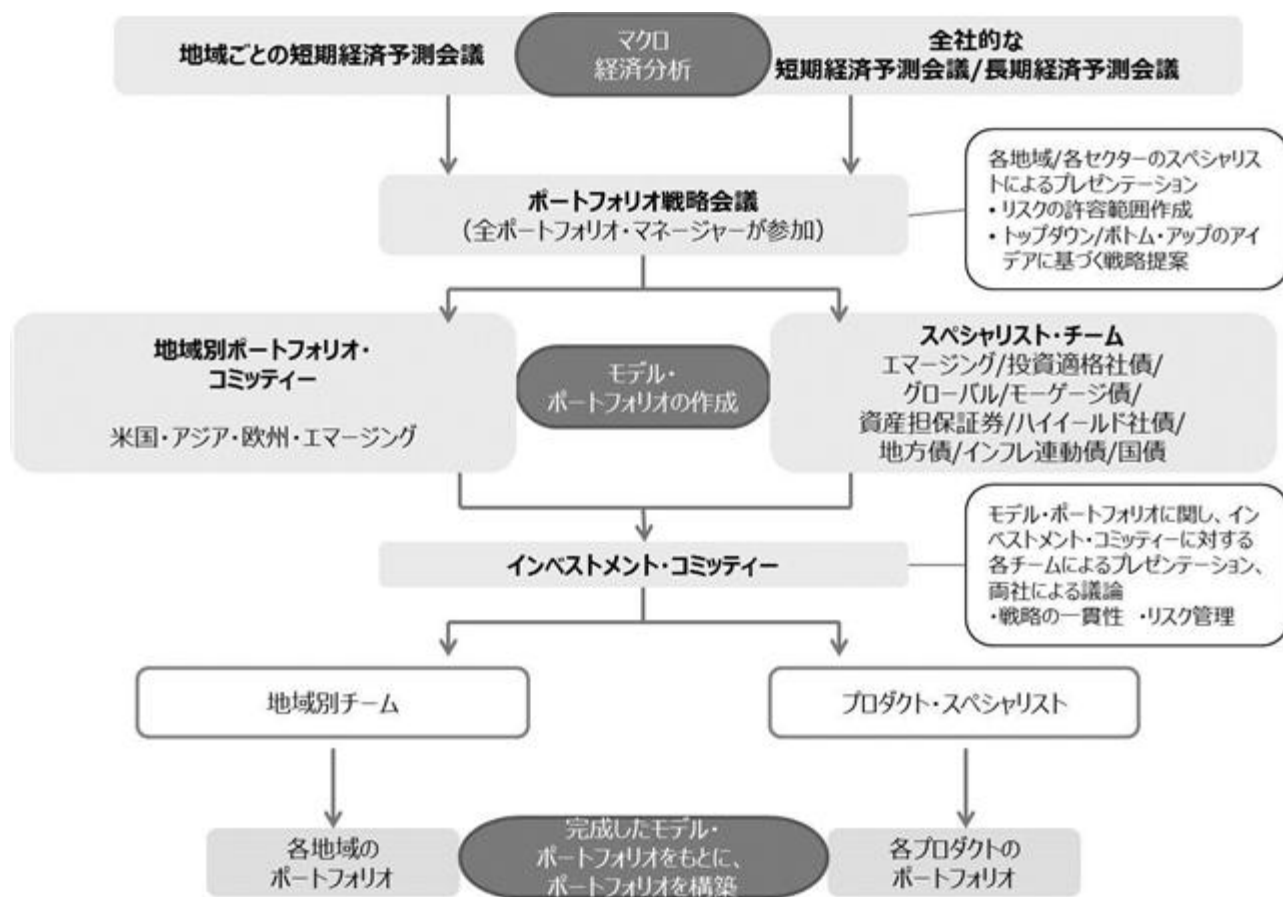 地域ごとの短期経済予測会議
マクロ
経済分析
全社的な
短期経済予測会議/長期経済予測会議
各地域/各セクターのスペシャリス
トによるプレゼンテーション
• リスクの許容範囲作成
• トップダウン/ボトム・アップのアイ
デアに基づく戦略提案
ポートフォリオ戦略会議
(全ポートフォリオ・マネージャーが参加)
地域別ポートフォリオ・
コミッティー
米国・アジア・欧州・エマージング
モデル・
ポートフォリオの作成
スペシャリスト・チーム
エマージング/投資適格社債/
グローバル/モーゲージ債/
資産担保証券/ハイイールド社債/
地方債/インフレ連動債/国債
インベストメント・コミッティー
モデル・ポートフォリオに関し、イン
ベストメント・コミッティーに対する
各チームによるプレゼンテーション、
両社による議論
・戦略の一貫性 ・リスク管理
地域別チーム
プロダクト・スペシャリスト
各地域の
ポートフォリオ
完成したモデル・
ポートフォリオをもとに、
ポートフォリオを構築
各プロダクトの
ポートフォリオ